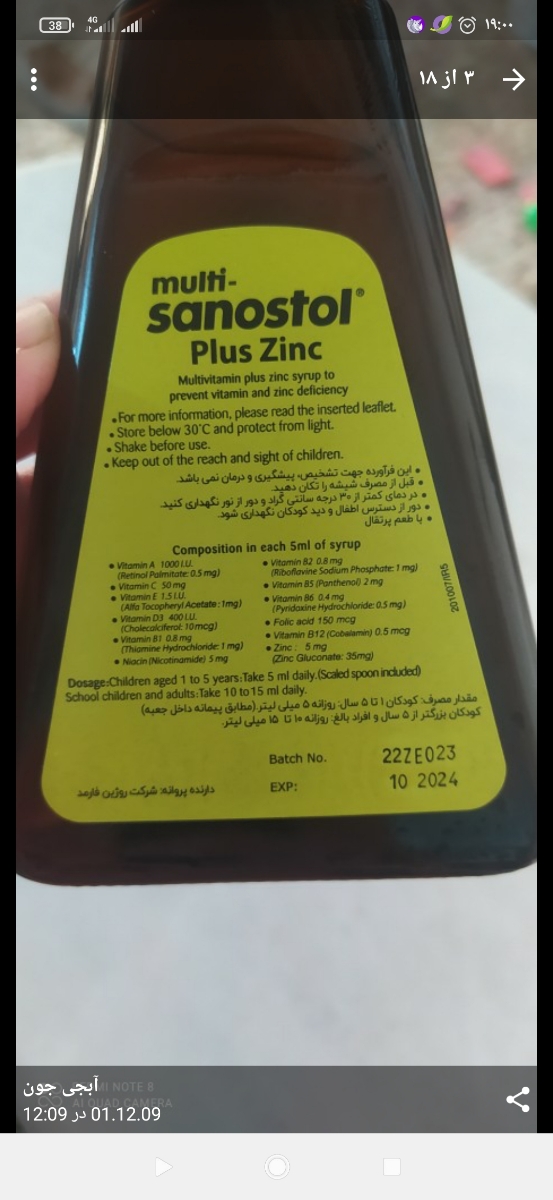 38 4G ۱۹:۰۰
۳ از ۱۸
multi-
sanostol®
Plus Zinc
Multivitamin plus zinc syrup to
prevent vitamin and zinc deficiency
• For more information, please read the inserted leaflet.
• Store below 30°C and protect from light.
• Shake before use.
• Keep out of the reach and sight of children.
• این فرآورده جهت تشخیص، پیشگیری و درمان نمی باشد.
• قبل از مصرف شیشه را تکان دهید.
• در دمای کمتر از ۳۰ درجه سانتی گراد و دور از نور نگهداری کنید.
• دور از دسترس اطفال و دید کودکان نگهداری شود.
• با طعم پرتقال
Composition in each 5ml of syrup
• Vitamin A 1000 I.U.
(Retinol Palmitate: 0.5 mg)
• Vitamin C 50 mg
• Vitamin E 1.5 I.U.
(Alfa Tocopheryl Acetate: 1mg)
• Vitamin D3 400 I.U.
(Cholecalciferol: 10mcg)
• Vitamin B1 0.8 mg
(Thiamine Hydrochloride: 1 mg)
• Niacin (Nicotinamide) 5 mg
• Vitamin B2 0.8 mg
(Riboflavine Sodium Phosphate: 1 mg)
• Vitamin B5 (Panthenol) 2 mg
• Vitamin B6 0.4 mg
(Pyridoxine Hydrochloride: 0.5 mg)
• Folic acid 150 mcg
• Vitamin B12 (Cobalamin) 0.5 mcg
• Zinc : 5 mg
(Zinc Gluconate: 35mg)
201007/IR5
Dosage:Children aged 1 to 5 years:Take 5 ml daily.(Scaled spoon included)
School children and adults:Take 10 to 15 ml daily.
مقدار مصرف: کودکان ۱ تا ۵ سال: روزانه ۵ میلی لیتر.(مطابق پیمانه داخل جعبه)
کودکان بزرگتر از ۵ سال و افراد بالغ: روزانه ۱۰ تا ۱۵ میلی لیتر.
Batch No. 22ZE023
EXP: 10 2024
دارنده پروانه: شرکت روژین فارمد
آبجی جون
MI NOTE 8
AI QUAD CAMERA
01.12.09 در 12:09